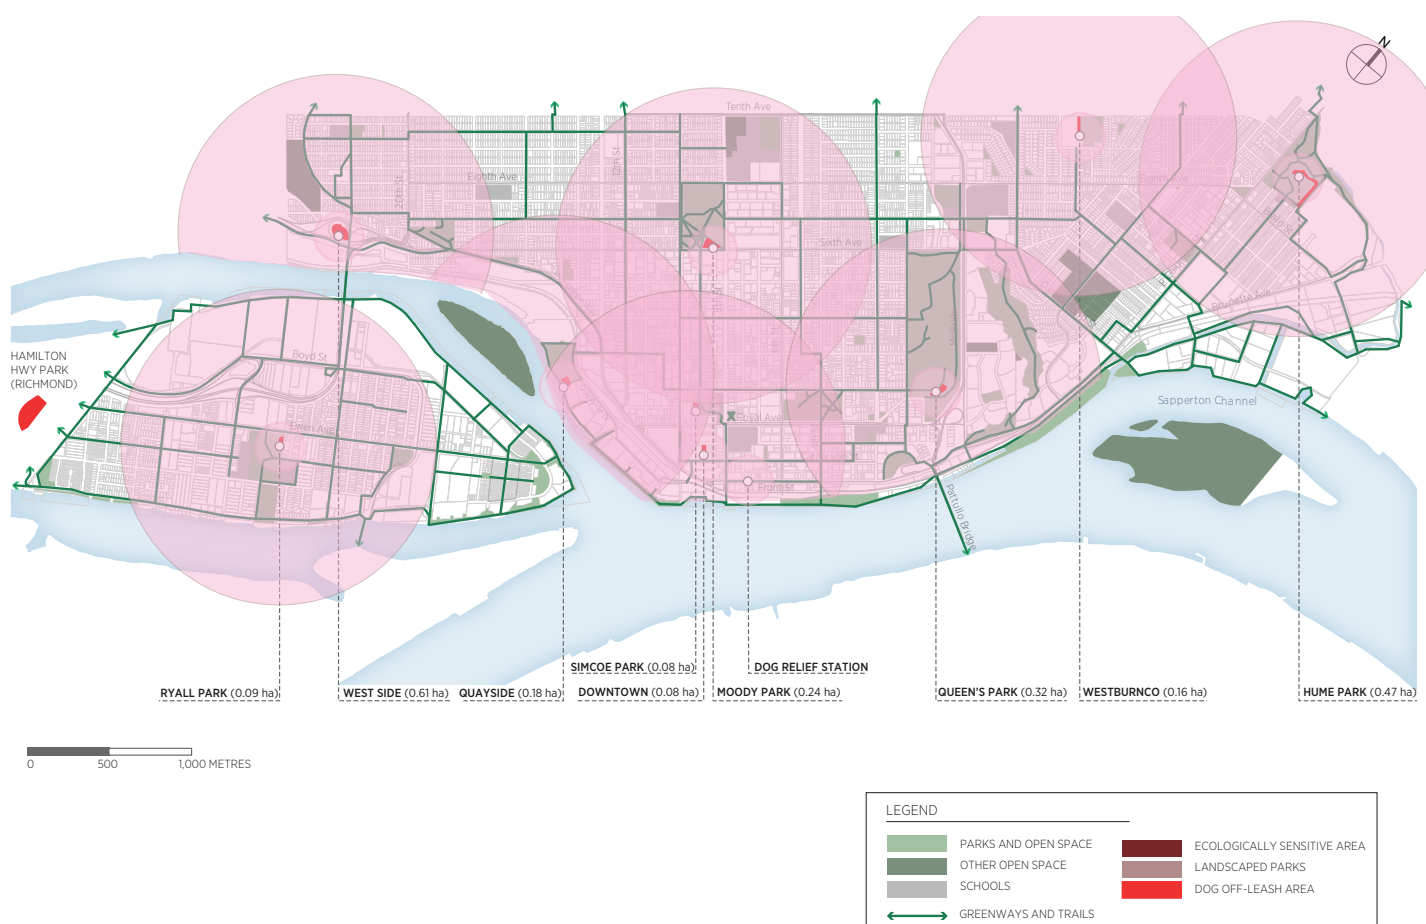 N
Tenth Ave
12th St
Eighth Ave
20th St
Sixth Ave
Braid St
Brunette Ave
McBride
HAMILTON
HWY PARK
(RICHMOND)
Boyd St
Ewen Ave
Royal Ave
Front St
Sapperton Channel
Pattullo Bridge
SIMCOE PARK (0.08 ha)
DOG RELIEF STATION
RYALL PARK (0.09 ha)
WEST SIDE (0.61 ha)
QUAYSIDE (0.18 ha)
DOWNTOWN (0.08 ha)
MOODY PARK (0.24 ha)
QUEEN'S PARK (0.32 ha)
WESTBURNCO (0.16 ha)
HUME PARK (0.47 ha)
0 500 1,000 METRES
LEGEND
PARKS AND OPEN SPACE
OTHER OPEN SPACE
SCHOOLS
GREENWAYS AND TRAILS
ECOLOGICALLY SENSITIVE AREA
LANDSCAPED PARKS
DOG OFF-LEASH AREA